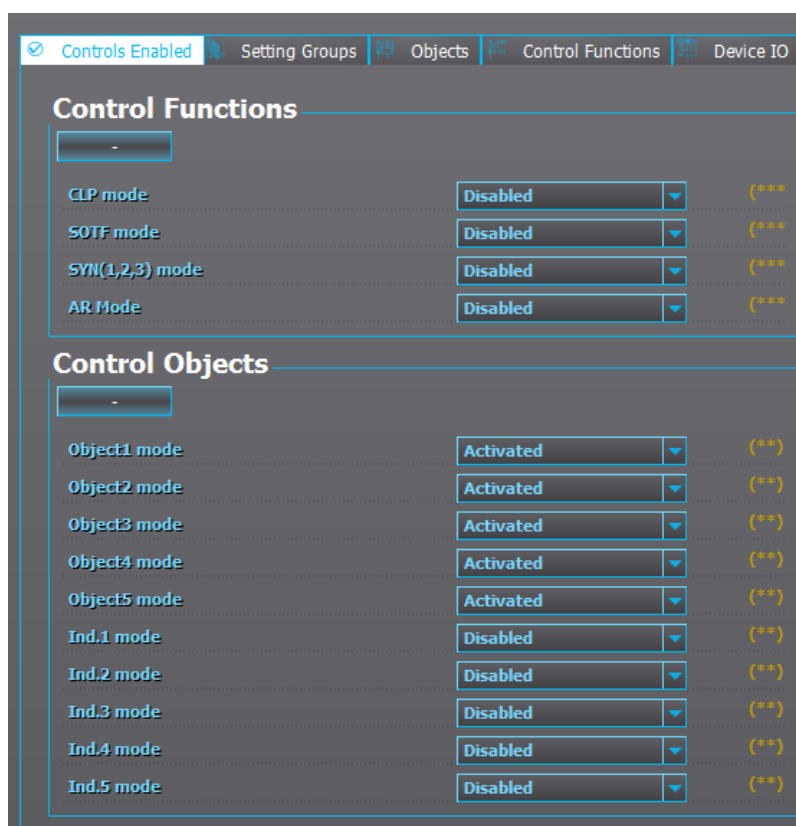 Controls Enabled Setting Groups Objects Control Functions Device IO
Control Functions
-
CLP mode Disabled (***
SOTF mode Disabled (***
SYN(1,2,3) mode Disabled (***
AR Mode Disabled (***
Control Objects
-
Object1 mode Activated (**)
Object2 mode Activated (**)
Object3 mode Activated (**)
Object4 mode Activated (**)
Object5 mode Activated (**)
Ind.1 mode Disabled (**)
Ind.2 mode Disabled (**)
Ind.3 mode Disabled (**)
Ind.4 mode Disabled (**)
Ind.5 mode Disabled (**)